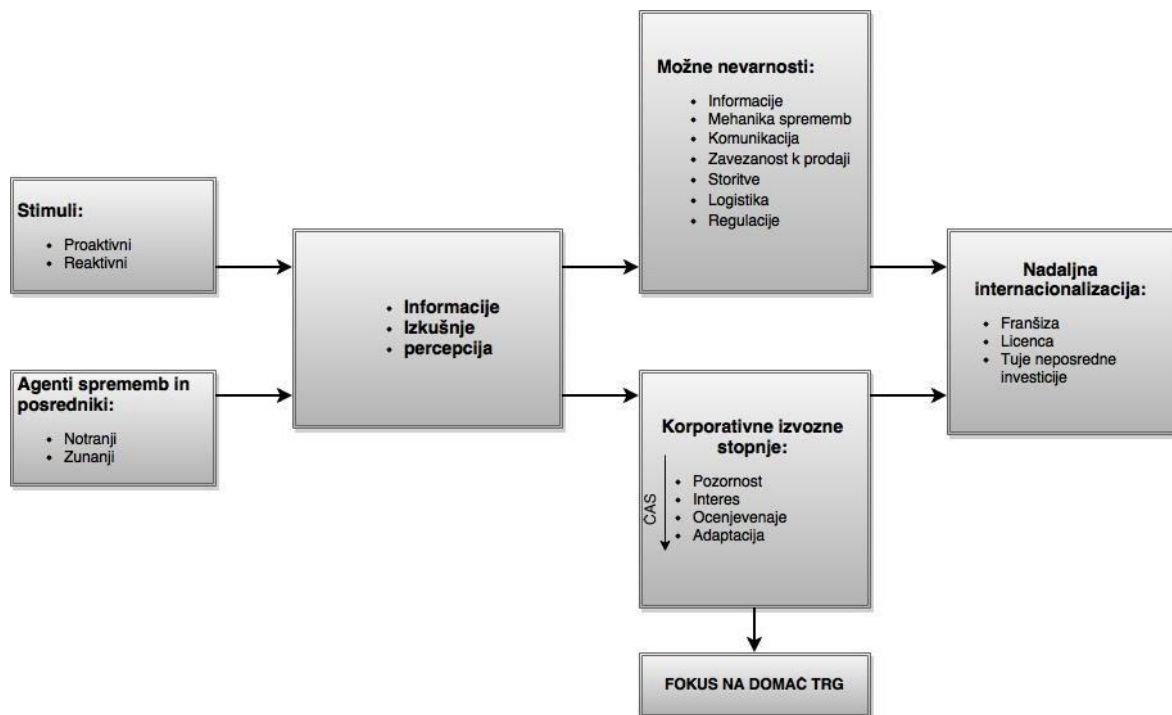 Stimuli:
• Proaktivni
• Reaktivni
Agenti sprememb in
posredniki:
• Notranji
• Zunanji
• Informacije
• Izkušnje
• percepcija
Možne nevarnosti:
• Informacije
• Mehanika sprememb
• Komunikacija
• Zavezanost k prodaji
• Storitve
• Logistika
• Regulacije
Korporativne izvozne
stopnje:
ČAS
• Pozornost
• Interes
• Ocenjevenaje
• Adaptacija
FOKUS NA DOMAČ TRG
Nadaljna
internacionalizacija:
• Franšiza
• Licenca
• Tuje neposredne
investicije